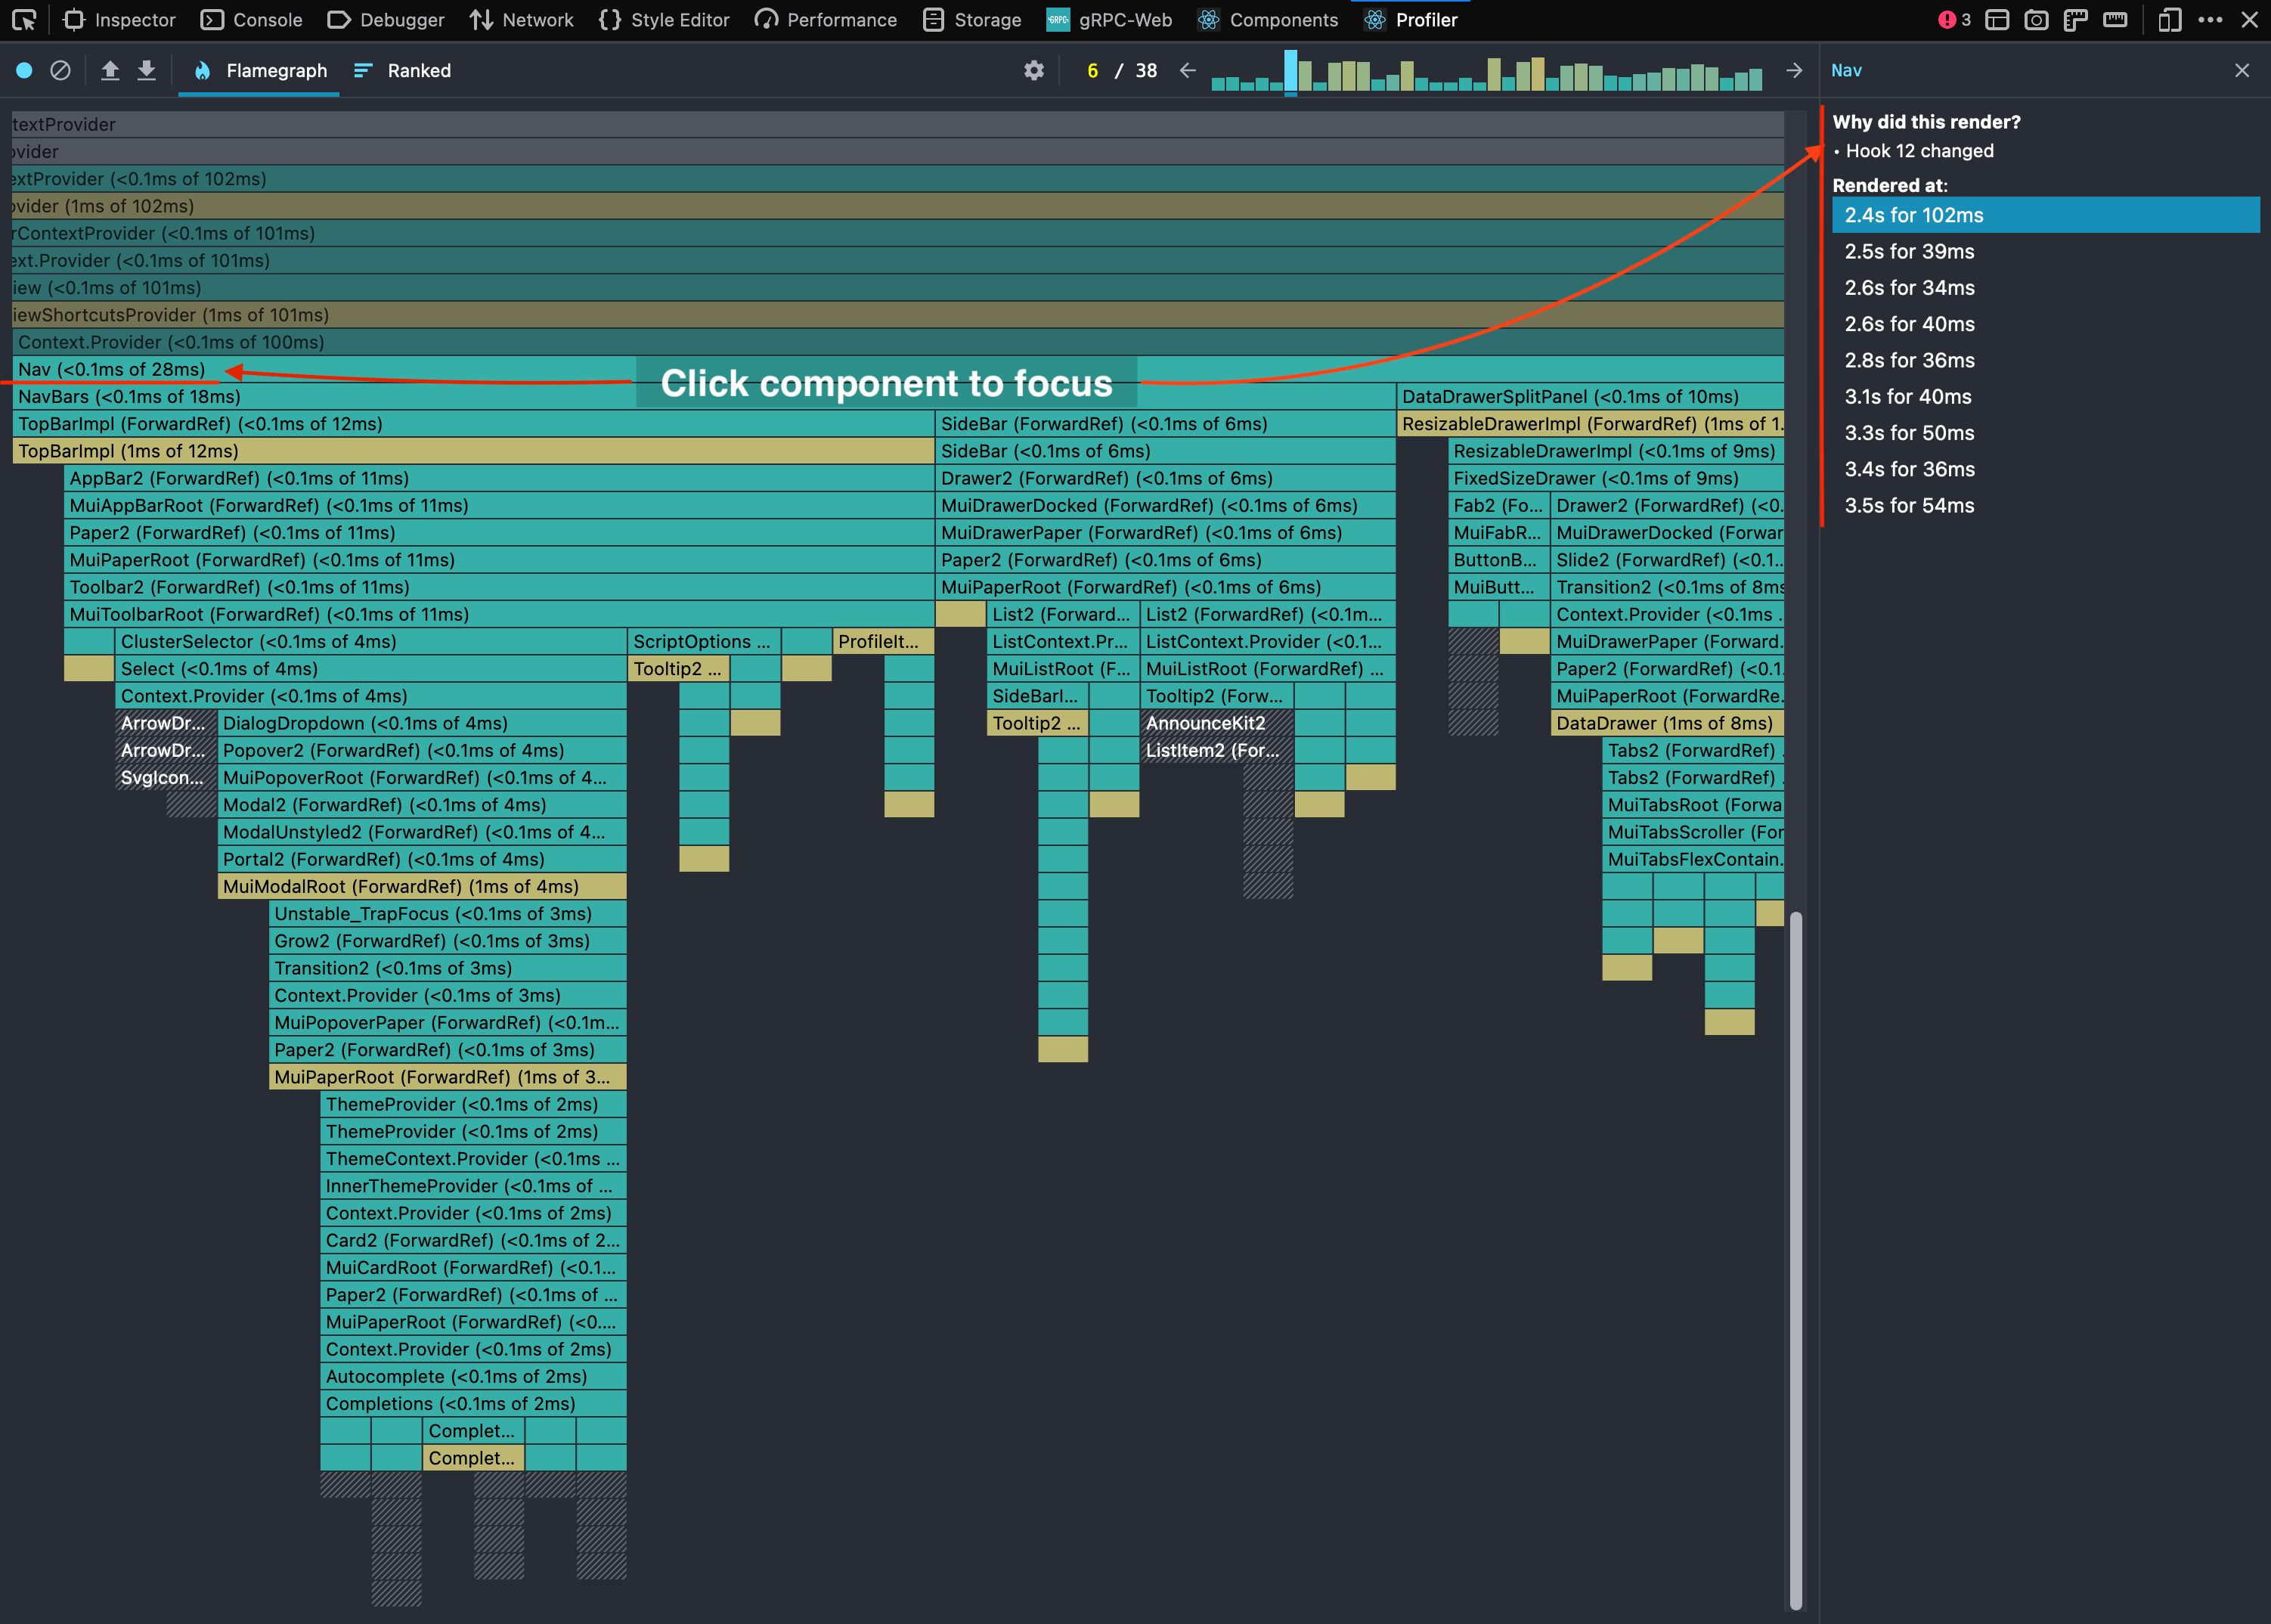 Inspector Console Debugger Network Style Editor Performance Storage gRPC-Web Components Profiler 3
Flamegraph Ranked 6 / 38 Nav
textProvider
ovider
extProvider (<0.1ms of 102ms)
ovider (1ms of 102ms)
rContextProvider (<0.1ms of 101ms)
ext.Provider (<0.1ms of 101ms)
iew (<0.1ms of 101ms)
iewShortcutsProvider (1ms of 101ms)
Context.Provider (<0.1ms of 100ms)
Nav (<0.1ms of 28ms)
Click component to focus
NavBars (<0.1ms of 18ms) DataDrawerSplitPanel (<0.1ms of 10ms)
TopBarImpl (ForwardRef) (<0.1ms of 12ms) SideBar (ForwardRef) (<0.1ms of 6ms) ResizableDrawerImpl (ForwardRef) (1ms of 1.
TopBarImpl (1ms of 12ms) SideBar (<0.1ms of 6ms) ResizableDrawerImpl (<0.1ms of 9ms)
AppBar2 (ForwardRef) (<0.1ms of 11ms) Drawer2 (ForwardRef) (<0.1ms of 6ms) FixedSizeDrawer (<0.1ms of 9ms)
MuiAppBarRoot (ForwardRef) (<0.1ms of 11ms) MuiDrawerDocked (ForwardRef) (<0.1ms of 6ms) Fab2 (Fo... Drawer2 (ForwardRef) (<0.
Paper2 (ForwardRef) (<0.1ms of 11ms) MuiDrawerPaper (ForwardRef) (<0.1ms of 6ms) MuiFabR... MuiDrawerDocked (Forwar
MuiPaperRoot (ForwardRef) (<0.1ms of 11ms) Paper2 (ForwardRef) (<0.1ms of 6ms) ButtonB... Slide2 (ForwardRef) (<0.1..
Toolbar2 (ForwardRef) (<0.1ms of 11ms) MuiPaperRoot (ForwardRef) (<0.1ms of 6ms) MuiButt... Transition2 (<0.1ms of 8ms
MuiToolbarRoot (ForwardRef) (<0.1ms of 11ms) List2 (Forward... List2 (ForwardRef) (<0.1m... Context.Provider (<0.1ms .
ClusterSelector (<0.1ms of 4ms) ScriptOptions ... ProfileIt... ListContext.Pr... ListContext.Provider (<0.1... MuiDrawerPaper (Forward.
Select (<0.1ms of 4ms) Tooltip2 ... MuiListRoot (F... MuiListRoot (ForwardRef) ... Paper2 (ForwardRef) (<0.1.
Context.Provider (<0.1ms of 4ms) SideBarI... Tooltip2 (Forw... MuiPaperRoot (ForwardRe.
ArrowDr... DialogDropdown (<0.1ms of 4ms) Tooltip2 ... AnnounceKit2 DataDrawer (1ms of 8ms)
ArrowDr... Popover2 (ForwardRef) (<0.1ms of 4ms) ListItem2 (For... Tabs2 (ForwardRef) .
SvgIcon... MuiPopoverRoot (ForwardRef) (<0.1ms of 4... Tabs2 (ForwardRef) .
Modal2 (ForwardRef) (<0.1ms of 4ms) MuiTabsRoot (Forwa
ModalUnstyled2 (ForwardRef) (<0.1ms of 4... MuiTabsScroller (For
Portal2 (ForwardRef) (<0.1ms of 4ms) MuiTabsFlexContain.
MuiModalRoot (ForwardRef) (1ms of 4ms)
Unstable_TrapFocus (<0.1ms of 3ms)
Grow2 (ForwardRef) (<0.1ms of 3ms)
Transition2 (<0.1ms of 3ms)
Context.Provider (<0.1ms of 3ms)
MuiPopoverPaper (ForwardRef) (<0.1m...
Paper2 (ForwardRef) (<0.1ms of 3ms)
MuiPaperRoot (ForwardRef) (1ms of 3...
ThemeProvider (<0.1ms of 2ms)
ThemeProvider (<0.1ms of 2ms)
ThemeContext.Provider (<0.1ms ...
InnerThemeProvider (<0.1ms of ...
Context.Provider (<0.1ms of 2ms)
Card2 (ForwardRef) (<0.1ms of 2...
MuiCardRoot (ForwardRef) (<0.1...
Paper2 (ForwardRef) (<0.1ms of ...
MuiPaperRoot (ForwardRef) (<0....
Context.Provider (<0.1ms of 2ms)
Autocomplete (<0.1ms of 2ms)
Completions (<0.1ms of 2ms)
Complet...
Complet...
Why did this render?
• Hook 12 changed
Rendered at:
2.4s for 102ms
2.5s for 39ms
2.6s for 34ms
2.6s for 40ms
2.8s for 36ms
3.1s for 40ms
3.3s for 50ms
3.4s for 36ms
3.5s for 54ms